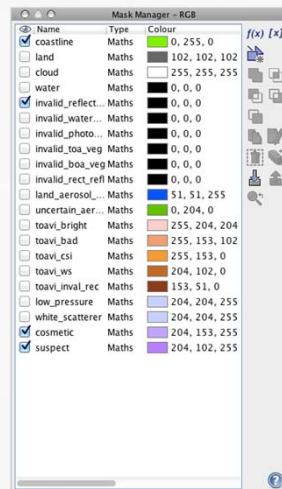 Mask Manager - RGB
Name Type Colour
coastline Maths 0, 255, 0
land Maths 102, 102, 102
cloud Maths 255, 255, 255
water Maths 0, 0, 0
invalid_reflect... Maths 0, 0, 0
invalid_water... Maths 0, 0, 0
invalid_photo... Maths 0, 0, 0
invalid_toa_veg Maths 0, 0, 0
invalid_boa_veg Maths 0, 0, 0
invalid_rect_refl Maths 0, 0, 0
land_aerosol_... Maths 51, 51, 255
uncertain_aer... Maths 0, 204, 0
toavi_bright Maths 255, 204, 204
toavi_bad Maths 255, 153, 102
toavi_csi Maths 255, 153, 0
toavi_ws Maths 204, 102, 0
toavi_inval_rec Maths 153, 51, 0
low_pressure Maths 204, 204, 255
white_scatterer Maths 204, 204, 255
cosmetic Maths 204, 153, 255
suspect Maths 204, 102, 255
f(x) [x]
?